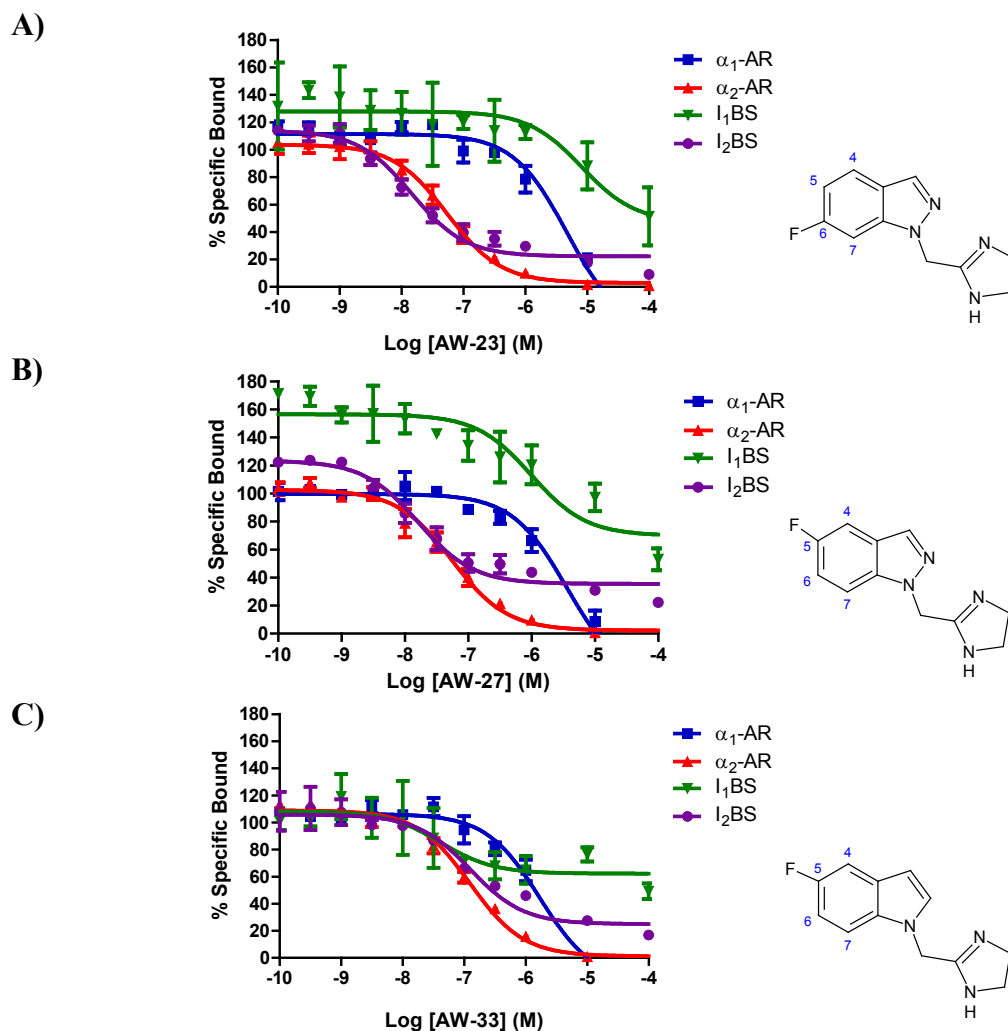 A)
% Specific Bound
180
160
140
120
100
80
60
40
20
0
-10 -9 -8 -7 -6 -5 -4
Log [AW-23] (M)
α1-AR
α2-AR
I1BS
I2BS
4
5
6
7
F
N
N
N
N
H
B)
% Specific Bound
180
160
140
120
100
80
60
40
20
0
-10 -9 -8 -7 -6 -5 -4
Log [AW-27] (M)
α1-AR
α2-AR
I1BS
I2BS
F
4
5
6
7
N
N
N
N
H
C)
% Specific Bound
180
160
140
120
100
80
60
40
20
0
-10 -9 -8 -7 -6 -5 -4
Log [AW-33] (M)
α1-AR
α2-AR
I1BS
I2BS
F
4
5
6
7
N
N
N
H